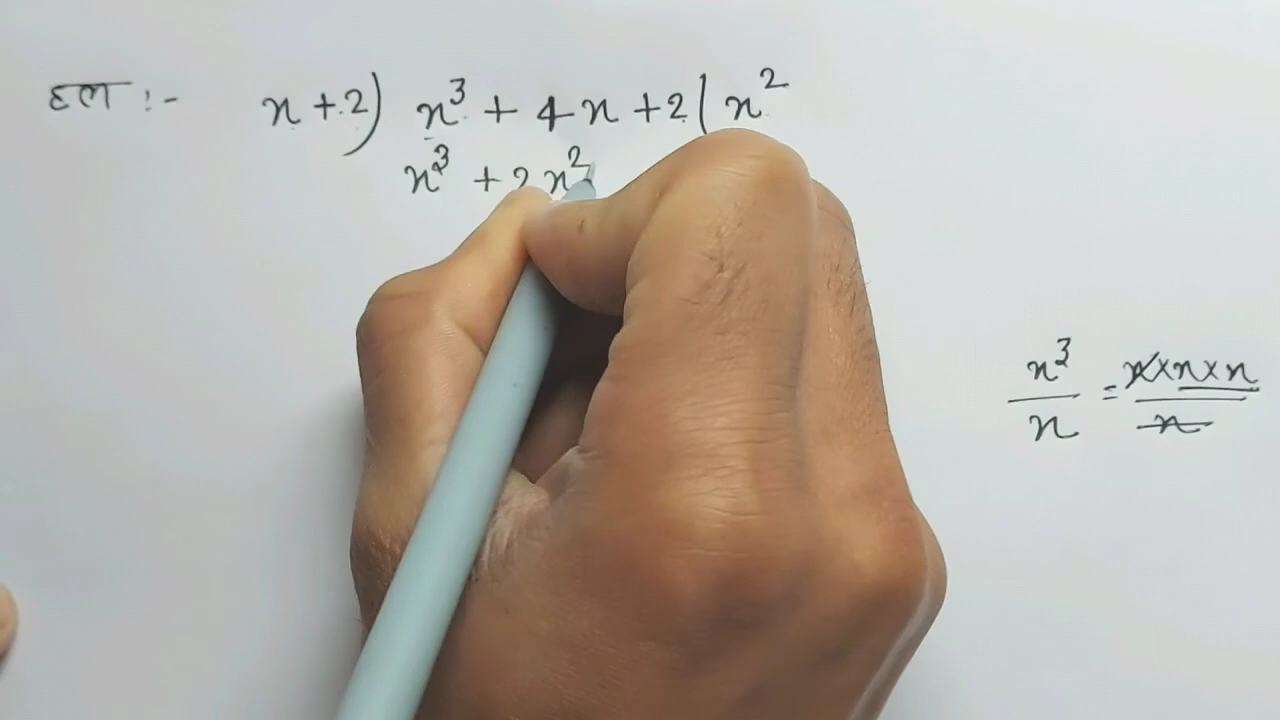 हल :- x + 2) x³ + 4x + 2 ( x²
x³ + 2x²
x³/x = x×x×x/x